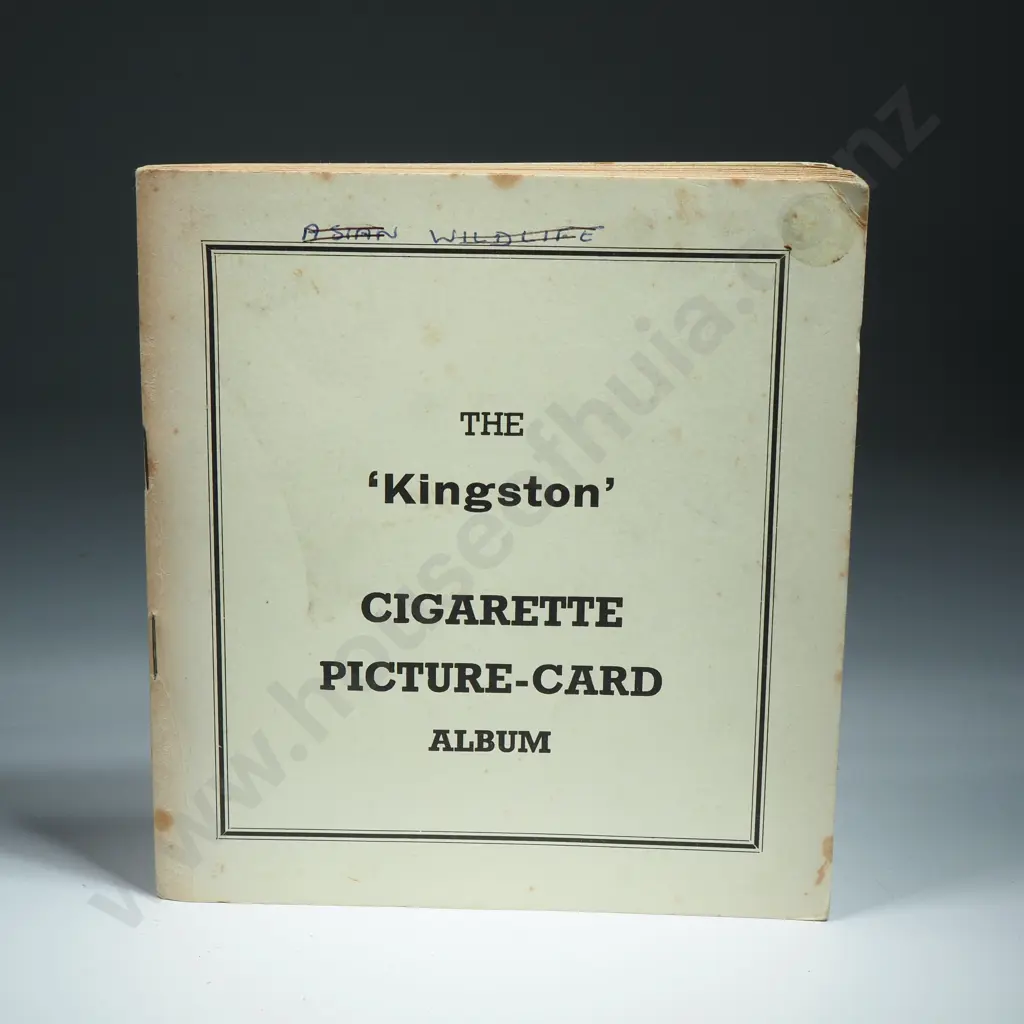 ASIAN WILDLIFE
THE
‘Kingston’
CIGARETTE
PICTURE-CARD
ALBUM
www.houseofhuia.co.nz